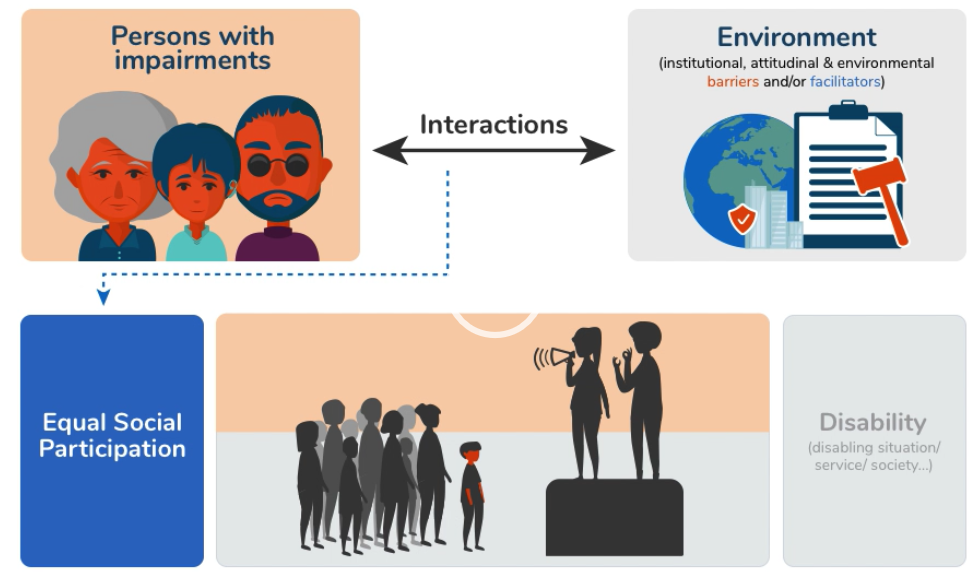 Persons with
impairments
Environment
(institutional, attitudinal & environmental
barriers and/or facilitators)
Interactions
Equal Social
Participation
Disability
(disabling situation/
service/ society...)